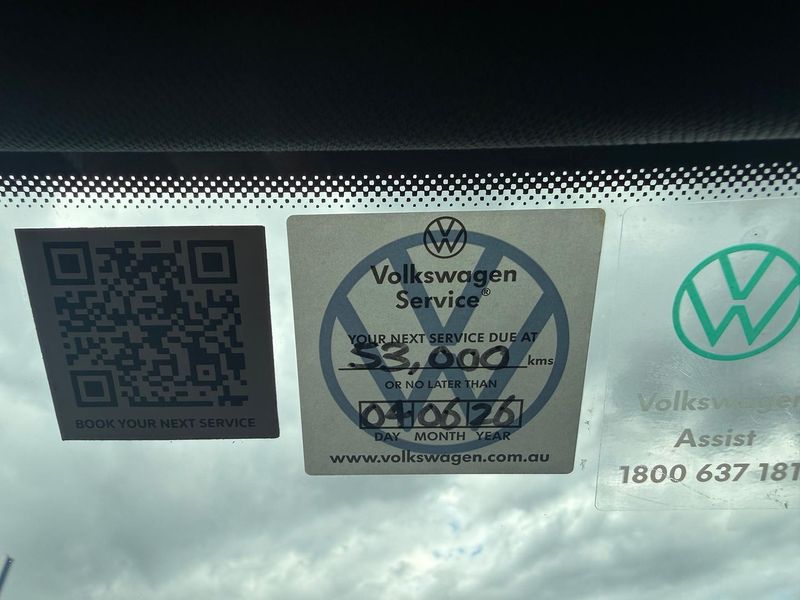 BOOK YOUR NEXT SERVICE
Volkswagen
Service®
YOUR NEXT SERVICE DUE AT
53,000 kms
OR NO LATER THAN
04 06 26
DAY MONTH YEAR
www.volkswagen.com.au
Volkswagen
Assist
1800 637 181